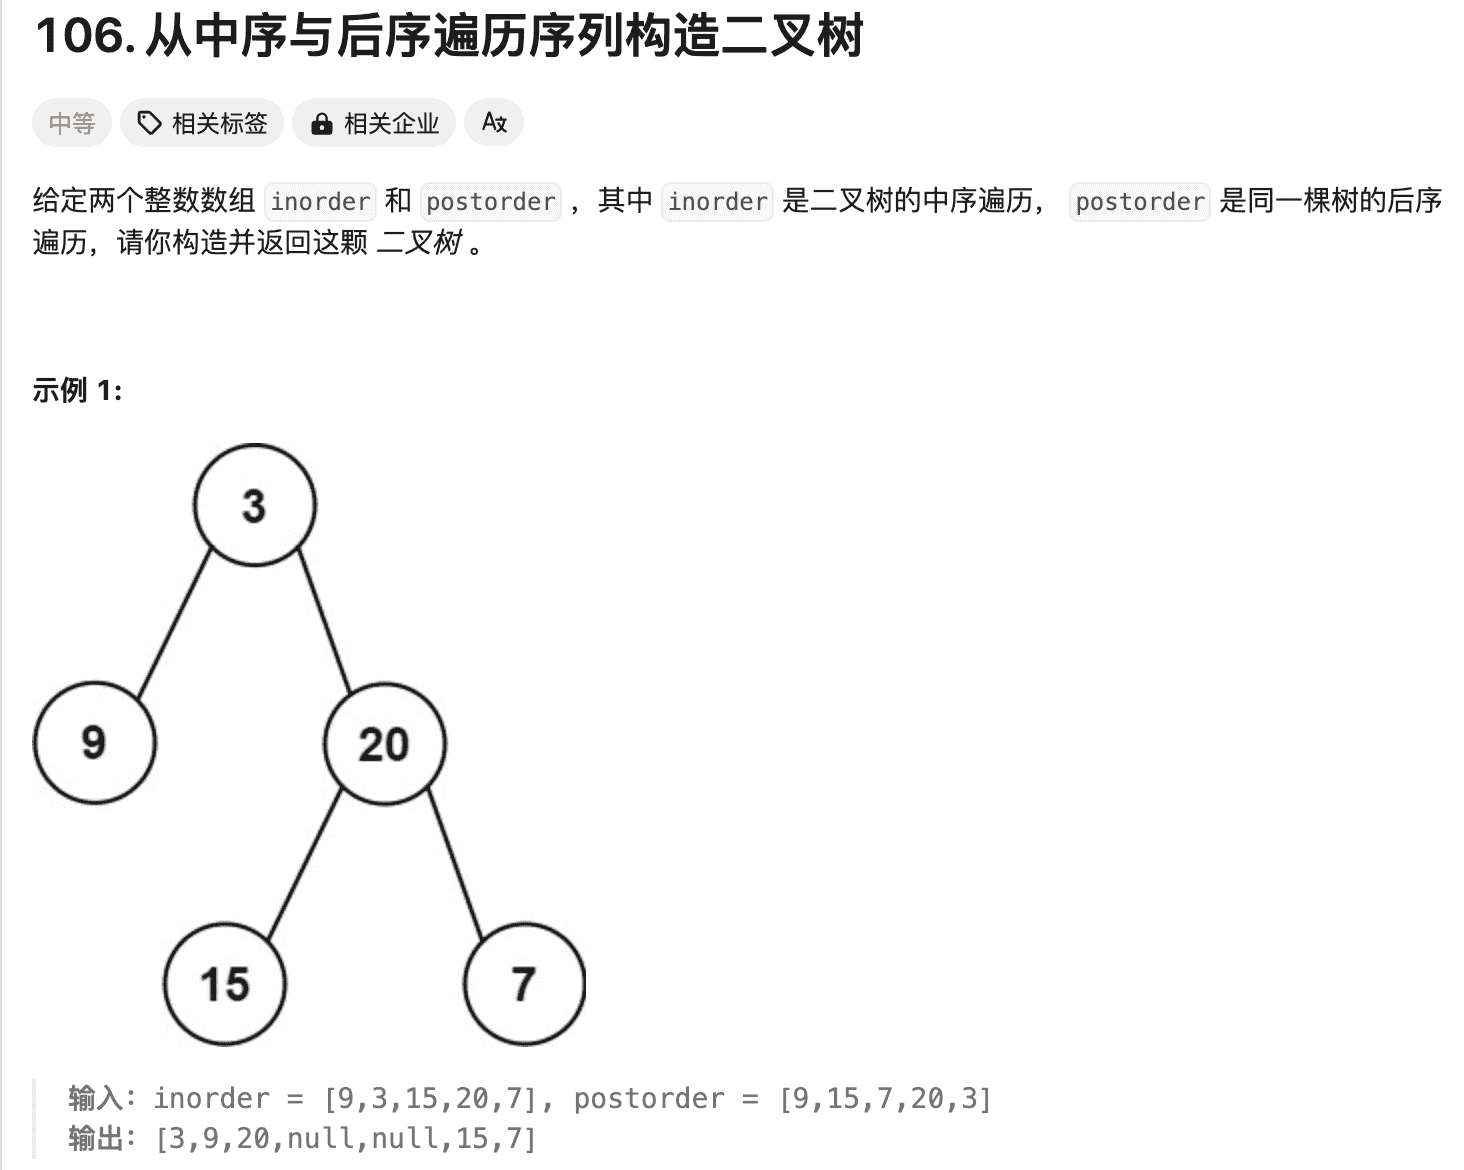 106. 从中序与后序遍历序列构造二叉树
中等 相关标签 相关企业 A文
给定两个整数数组 inorder 和 postorder ，其中 inorder 是二叉树的中序遍历， postorder 是同一棵树的后序
遍历，请你构造并返回这颗 二叉树 。
示例 1:
3
9
20
15
7
输入：inorder = [9,3,15,20,7], postorder = [9,15,7,20,3]
输出：[3,9,20,null,null,15,7]